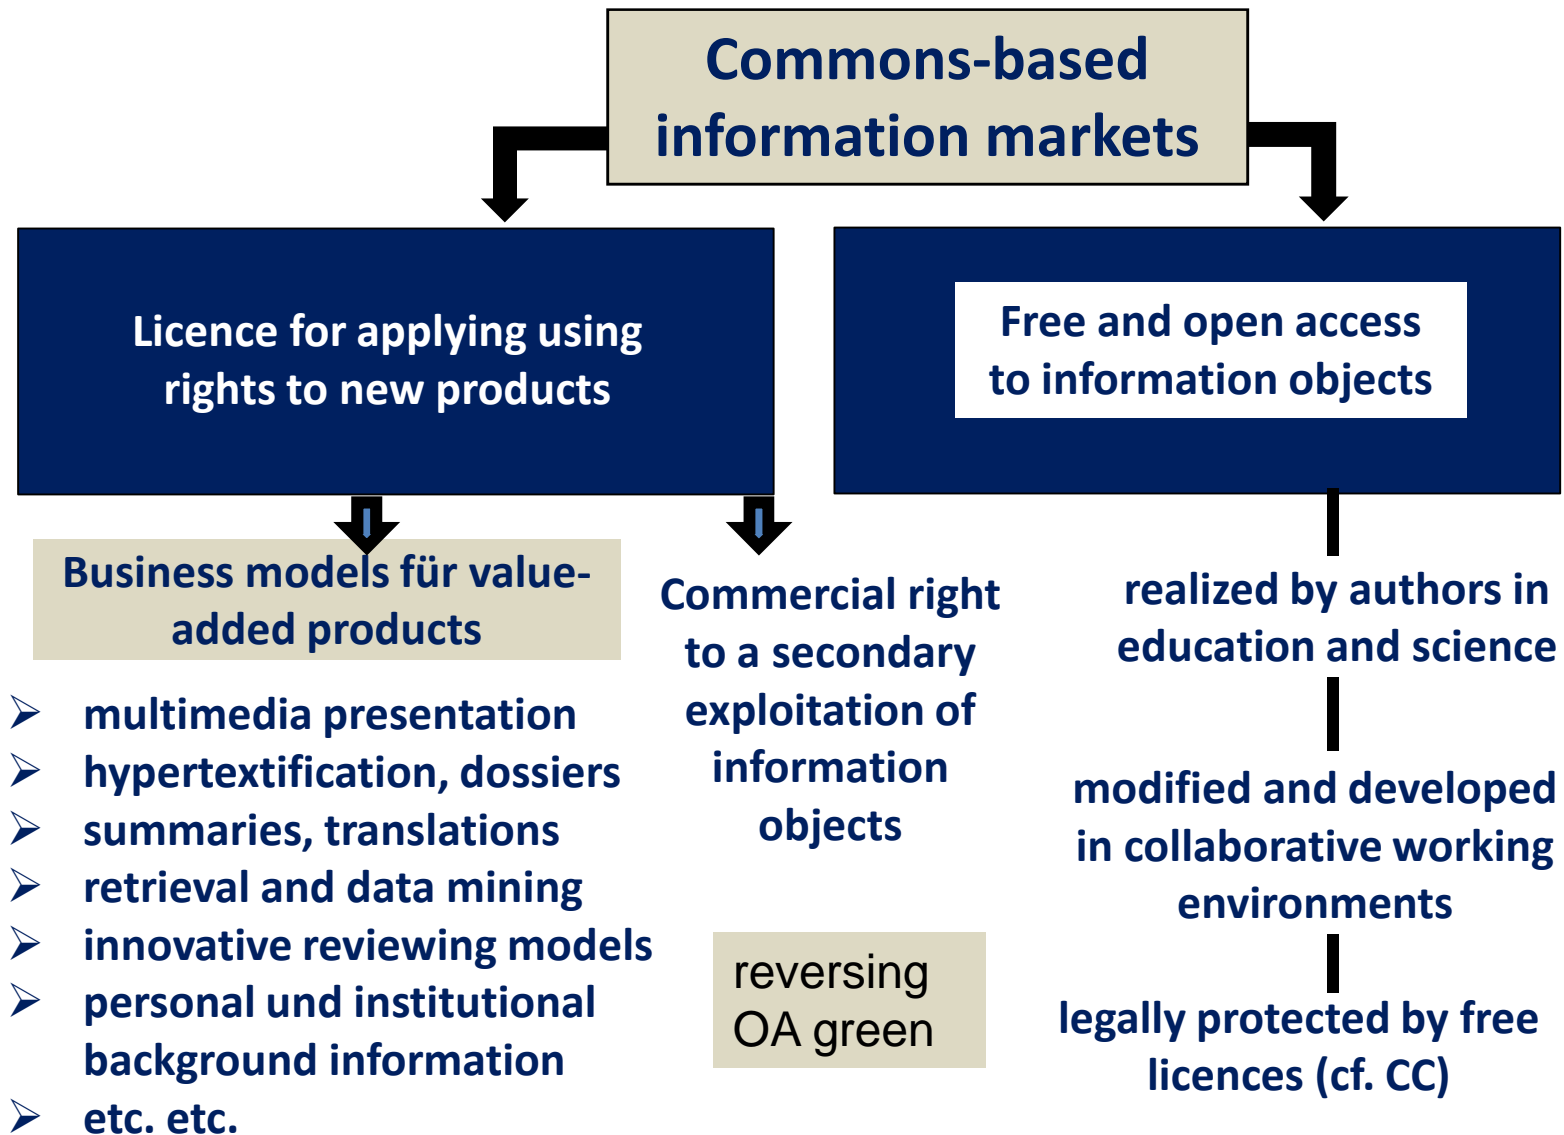 Commons-based
information markets
Licence for applying using
rights to new products
Free and open access
to information objects
Business models für value-
added products
➢ multimedia presentation
➢ hypertextification, dossiers
➢ summaries, translations
➢ retrieval and data mining
➢ innovative reviewing models
➢ personal und institutional
background information
➢ etc. etc.
Commercial right
to a secondary
exploitation of
information
objects
reversing
OA green
realized by authors in
education and science
modified and developed
in collaborative working
environments
legally protected by free
licences (cf. CC)